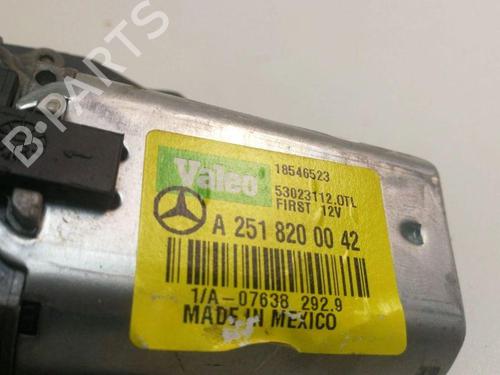 B-PARTS
Valeo
18546523
53023112.OTL
FIRST 12V
A 251 820 00 42
1/A-07638 292.9
MADE IN MEXICO